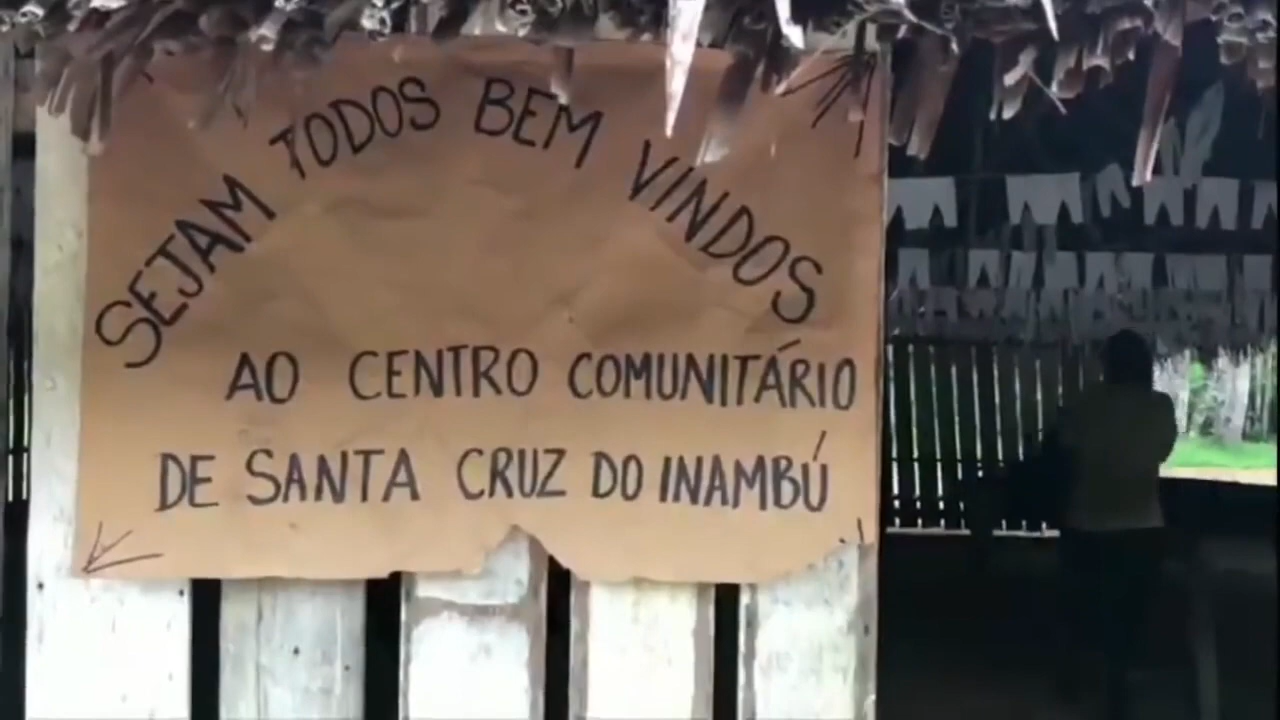 SEJAM TODOS BEM VINDOS
AO CENTRO COMUNITÁRIO
DE SANTA CRUZ DO INAMBÚ